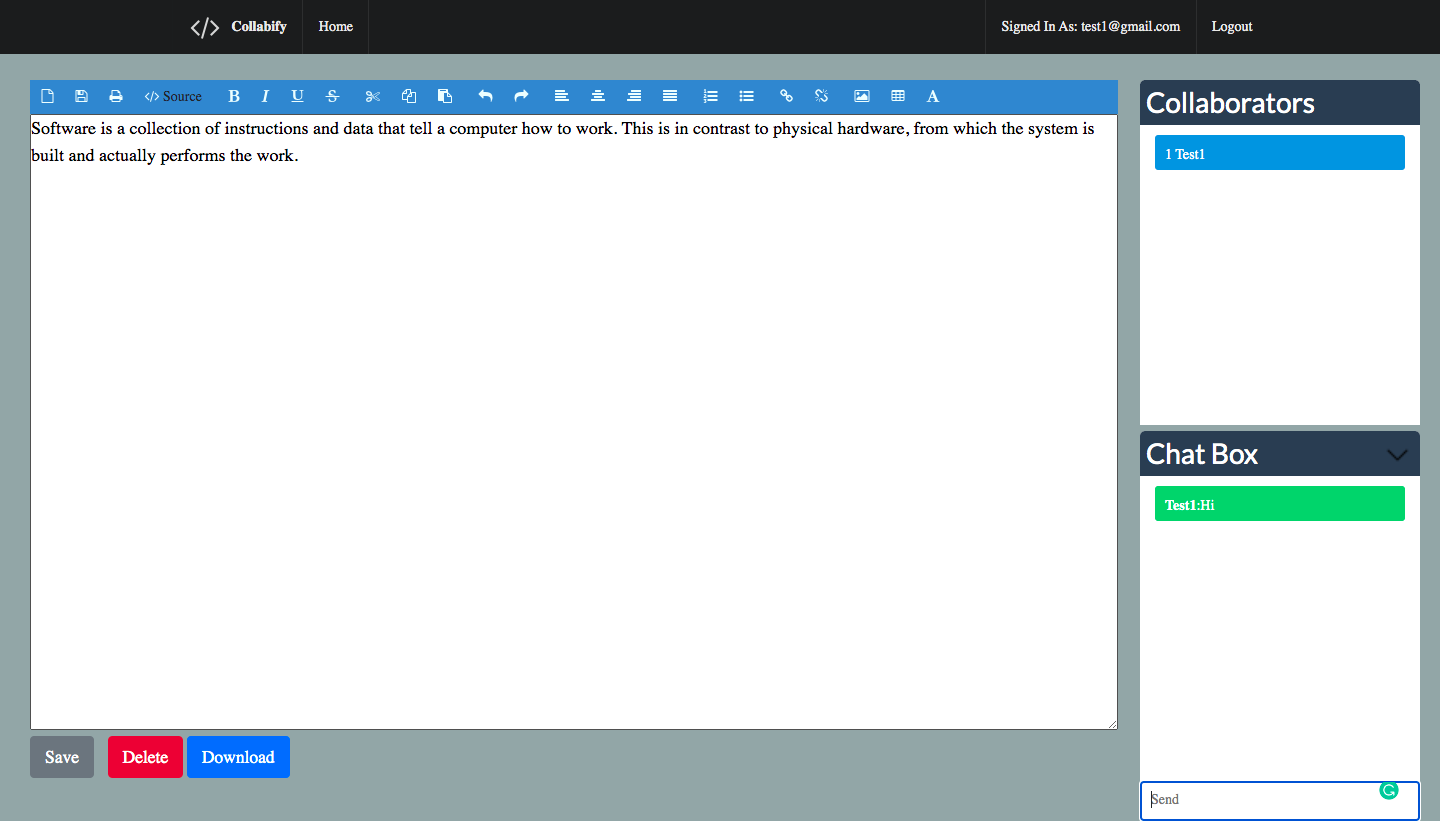 </> Collabify Home Signed In As: test1@gmail.com Logout
</> Source B I U S A
Software is a collection of instructions and data that tell a computer how to work. This is in contrast to physical hardware, from which the system is
built and actually performs the work.
Save Delete Download
Collaborators
1 Test1
Chat Box
Test1:Hi
Send